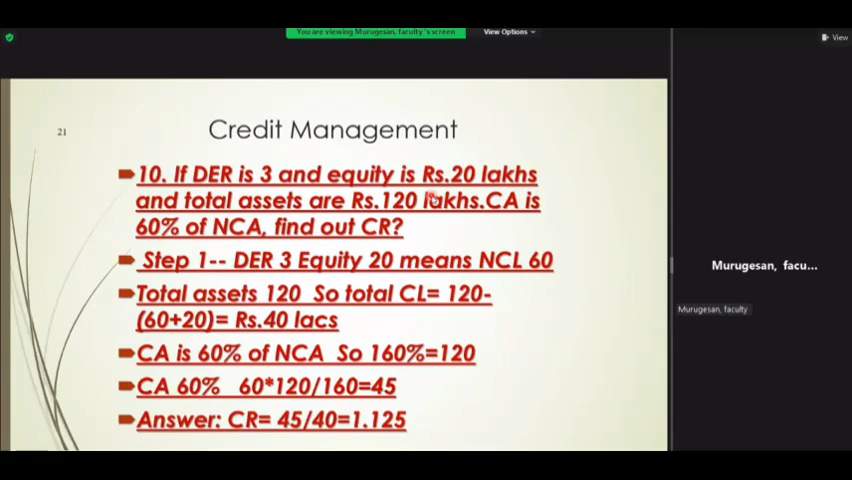 You are viewing Murugesan, faculty 's screen
View Options
View
21
Credit Management
10. If DER is 3 and equity is Rs.20 lakhs
and total assets are Rs.120 lakhs.CA is
60% of NCA, find out CR?
Step 1-- DER 3 Equity 20 means NCL 60
Total assets 120 So total CL= 120-
(60+20)= Rs.40 lacs
CA is 60% of NCA So 160%=120
CA 60% 60*120/160=45
Answer: CR= 45/40=1.125
Murugesan, facu...
Murugesan, faculty